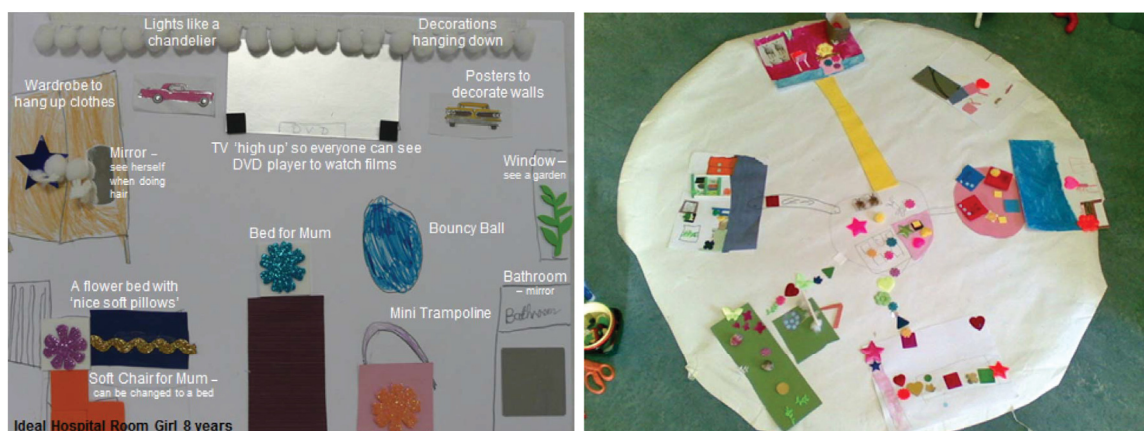 Lights like a
chandelier
Decorations
hanging down
Wardrobe to
hang up clothes
Posters to
decorate walls
DVD
TV 'high up' so everyone can see
DVD player to watch films
Mirror –
see herself
when doing
hair
Window –
see a garden
Bed for Mum
Bouncy Ball
A flower bed with
'nice soft pillows'
Bathroom
– mirror
Bathroom
Mini Trampoline
Soft Chair for Mum –
can be changed to a bed
Ideal Hospital Room Girl 8 years